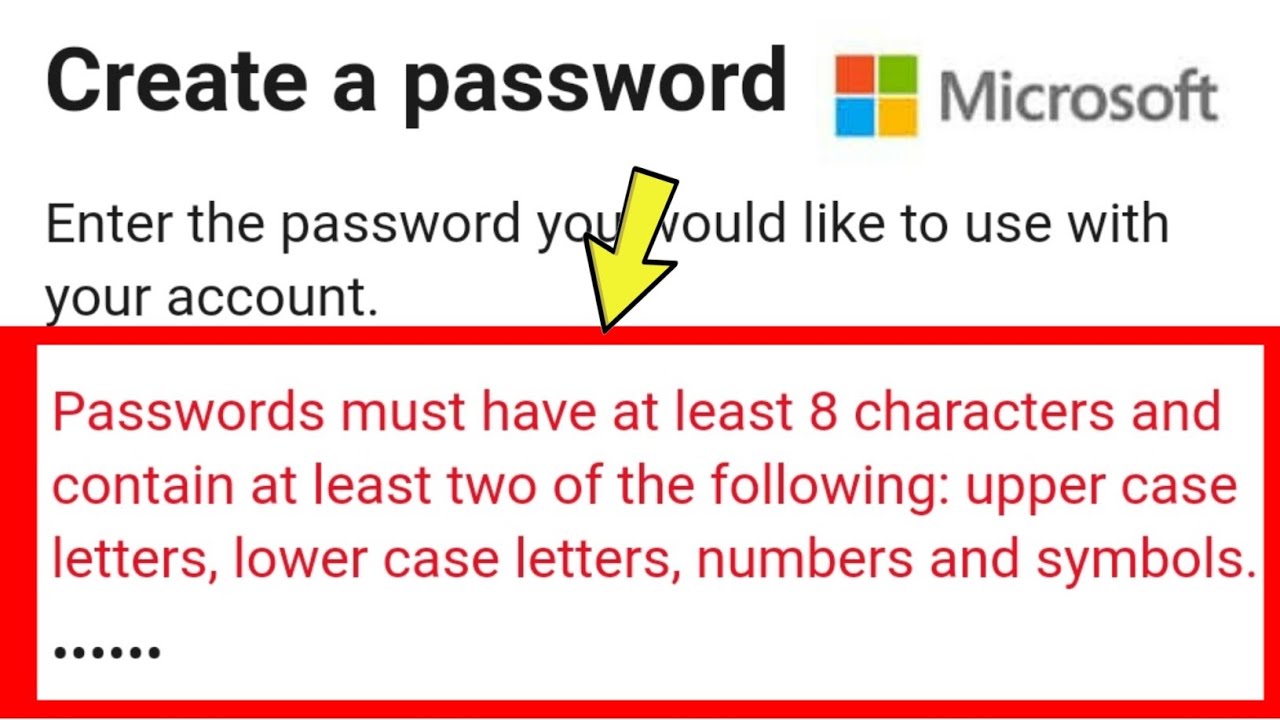 Create a password
Microsoft
Enter the password you would like to use with
your account.
Passwords must have at least 8 characters and
contain at least two of the following: upper case
letters, lower case letters, numbers and symbols.
••••••